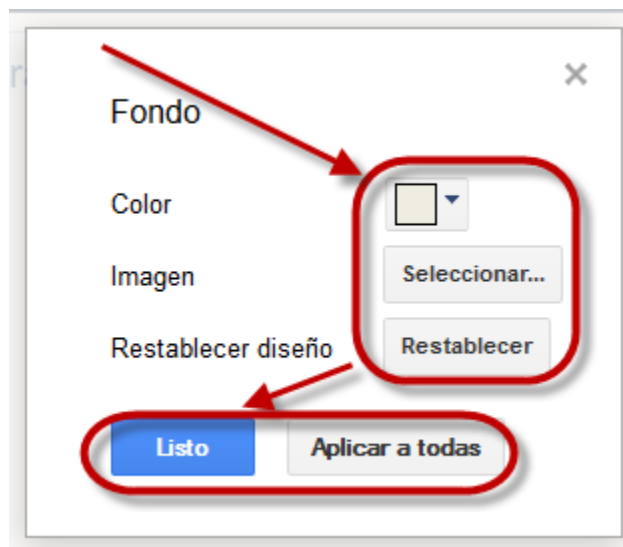 Fondo
Color
Imagen Seleccionar...
Restablecer diseño Restablecer
Listo Aplicar a todas